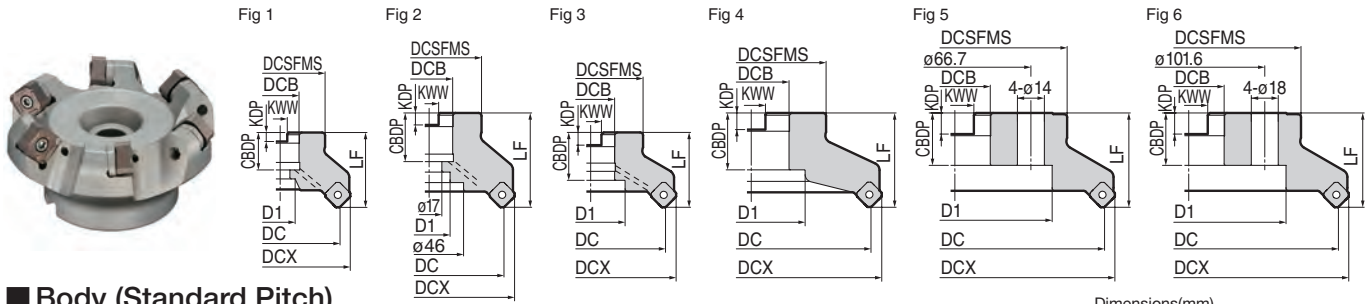 Fig 1
DCSFMS
DCB
KWW
KDP
CBDP
LF
D1
DC
DCX
Fig 2
DCSFMS
DCB
KWW
KDP
CBDP
LF
ø17
D1
ø46
DC
DCX
Fig 3
DCSFMS
DCB
KWW
KDP
CBDP
LF
D1
DC
DCX
Fig 4
DCSFMS
DCB
KWW
KDP
CBDP
LF
D1
DC
DCX
Fig 5
DCSFMS
ø66.7
DCB
4-ø14
KWW
KDP
CBDP
LF
D1
DC
DCX
Fig 6
DCSFMS
ø101.6
DCB
4-ø18
KWW
KDP
CBDP
LF
D1
DC
DCX
■ Body (Standard Pitch)
Dimensions(mm)